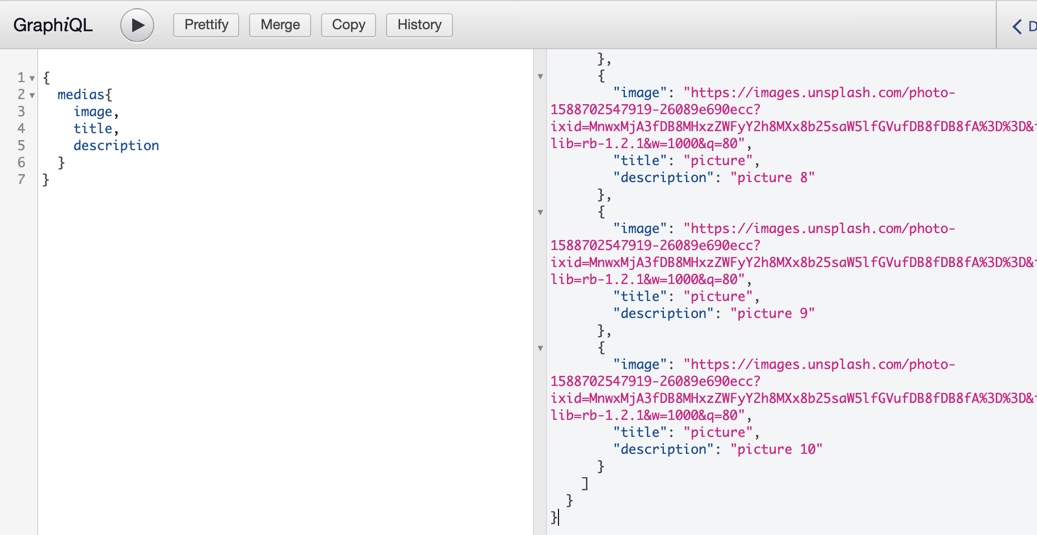 GraphiQL
Prettify
Merge
Copy
History
D
1 {
2 medias{
3 image,
4 title,
5 description
6 }
7 }
},
{
"image": "https://images.unsplash.com/photo-
1588702547919-26089e690ecc?
ixid=MnwxMjA3fDB8MHxzZWFyY2h8MXx8b25saW5lfGVufDB8fDB8fA%3D%3D&
lib=rb-1.2.1&w=1000&q=80",
"title": "picture",
"description": "picture 8"
},
{
"image": "https://images.unsplash.com/photo-
1588702547919-26089e690ecc?
ixid=MnwxMjA3fDB8MHxzZWFyY2h8MXx8b25saW5lfGVufDB8fDB8fA%3D%3D&
lib=rb-1.2.1&w=1000&q=80",
"title": "picture",
"description": "picture 9"
},
{
"image": "https://images.unsplash.com/photo-
1588702547919-26089e690ecc?
ixid=MnwxMjA3fDB8MHxzZWFyY2h8MXx8b25saW5lfGVufDB8fDB8fA%3D%3D&
lib=rb-1.2.1&w=1000&q=80",
"title": "picture",
"description": "picture 10"
}
]
}
}